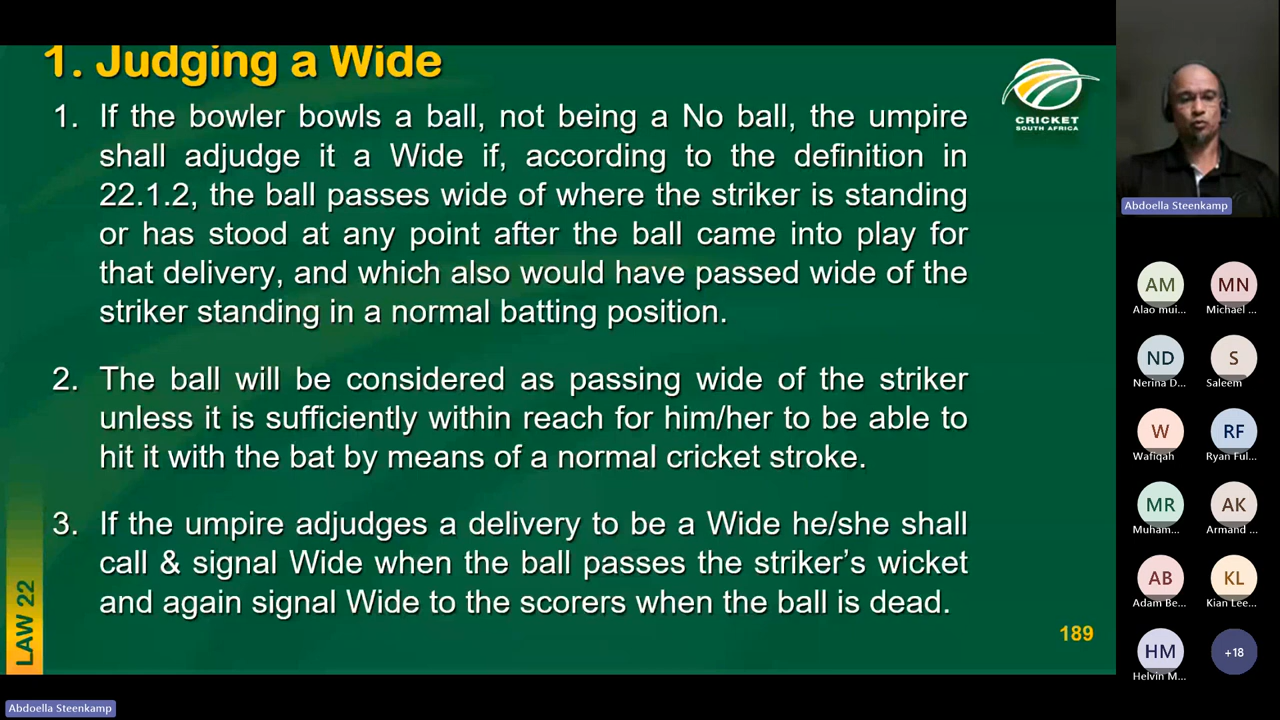 1. Judging a Wide
CRICKET
SOUTH AFRICA
1. If the bowler bowls a ball, not being a No ball, the umpire
shall adjudge it a Wide if, according to the definition in
22.1.2, the ball passes wide of where the striker is standing
or has stood at any point after the ball came into play for
that delivery, and which also would have passed wide of the
striker standing in a normal batting position.
2. The ball will be considered as passing wide of the striker
unless it is sufficiently within reach for him/her to be able to
hit it with the bat by means of a normal cricket stroke.
3. If the umpire adjudges a delivery to be a Wide he/she shall
call & signal Wide when the ball passes the striker’s wicket
and again signal Wide to the scorers when the ball is dead.
LAW 22
189
Abdoella Steenkamp
Abdoella Steenkamp
AM
Alao mui...
MN
Michael ...
ND
Nerina D...
S
Saleem
W
Wafiqah
RF
Ryan Ful...
MR
Muham...
AK
Armand ...
AB
Adam Be...
KL
Kian Lee...
HM
Helvin M...
+18